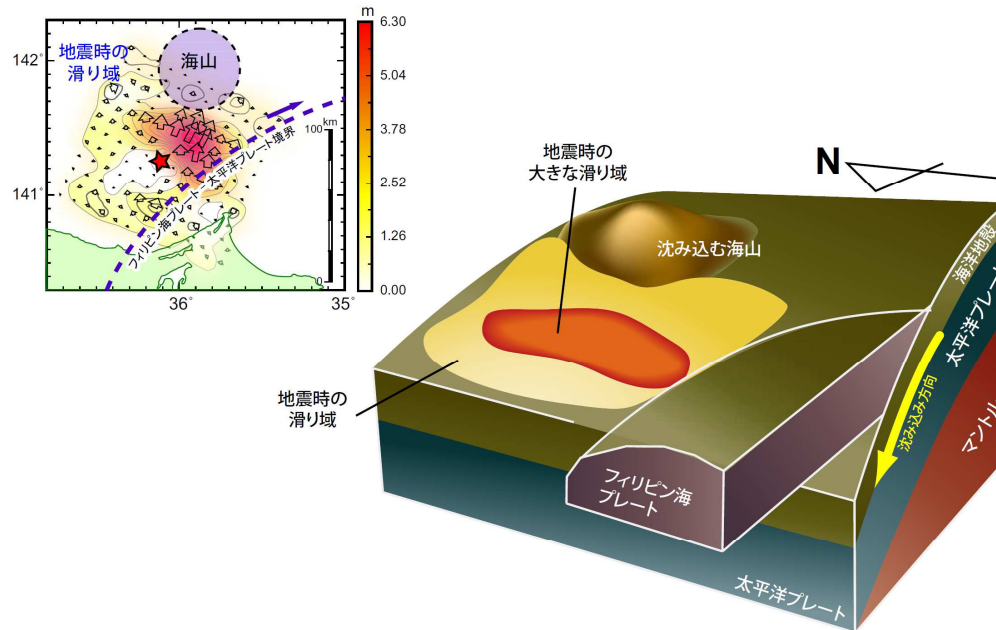 m
6.30
5.04
3.78
2.52
1.26
0.00
142°
141°
36
35
地震時の
滑り域
海山
100
km
0
フィリピン海プレート-太平洋プレート境界
地震時の
大きな滑り域
N
沈み込む海山
海洋地殻
太平洋プレート
マントル
沈み込み方向
地震時の
滑り域
フィリピン海
プレート
太平洋プレート